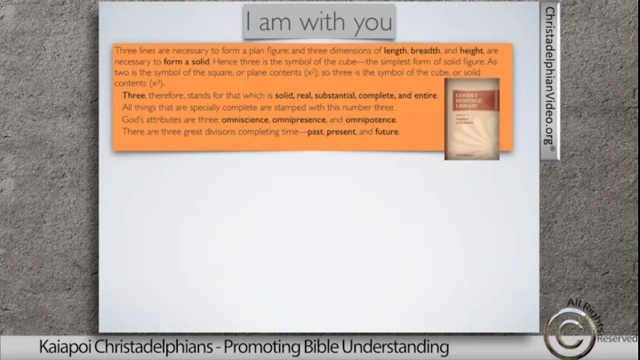 I am with you
Three lines are necessary to form a plan figure; and three dimensions of length, breadth, and height, are
necessary to form a solid. Hence three is the symbol of the cube—the simplest form of solid figure. As
two is the symbol of the square, or plane contents (x²), so three is the symbol of the cube, or solid
contents (x³).
Three, therefore, stands for that which is solid, real, substantial, complete, and entire.
All things that are specially complete are stamped with this number three.
God's attributes are three: omniscience, omnipresence, and omnipotence.
There are three great divisions completing time—past, present, and future.
HERITAGE
LIBRARY
ChristadelphianVideo.org®
All Rights
Reserved
Kaiapoi Christadelphians - Promoting Bible Understanding